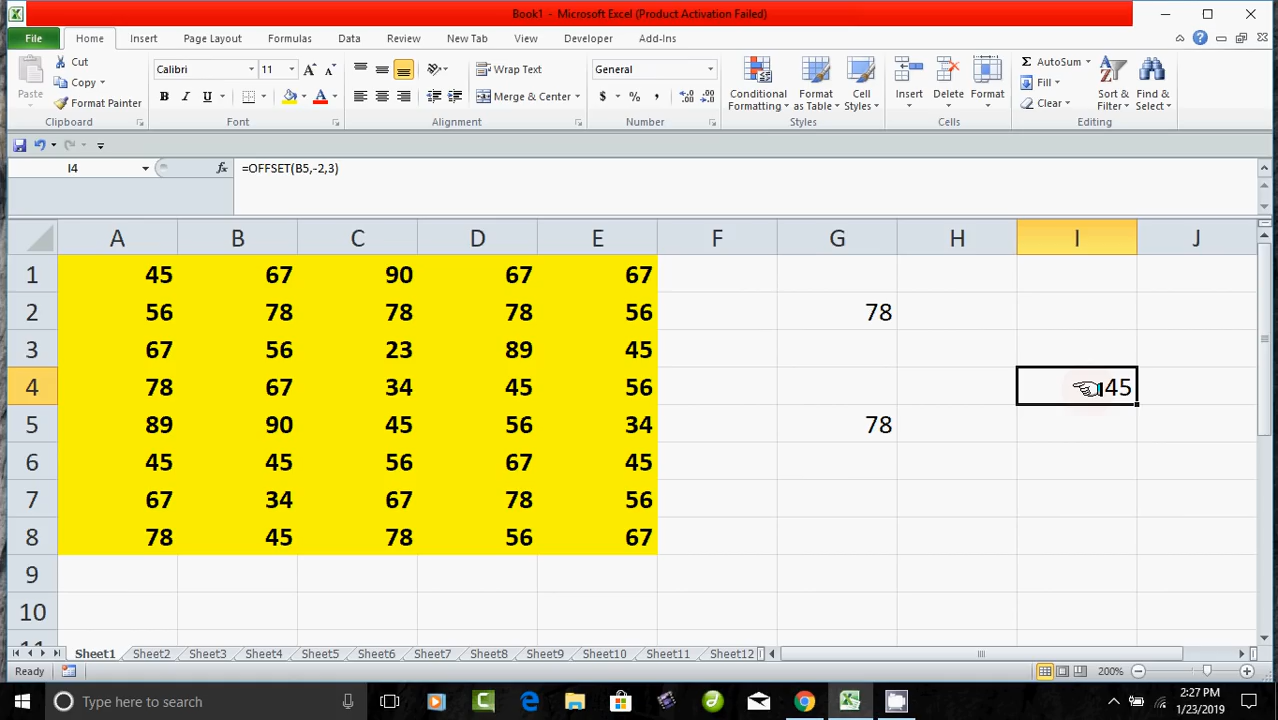 Book1 - Microsoft Excel (Product Activation Failed)
File Home Insert Page Layout Formulas Data Review New Tab View Developer Add-Ins
Paste
Cut
Copy
Format Painter
Clipboard
Calibri 11
B I U
A A A
Font
Wrap Text
Merge & Center
Alignment
General
$ % , .0 .00 .00 .0
Number
Conditional Formatting
Format as Table
Cell Styles
Styles
Insert Delete Format
Cells
Σ AutoSum
Fill
Clear
Sort & Filter
Find & Select
Editing
I4 fx =OFFSET(B5,-2,3)
A B C D E F G H I J
1 45 67 90 67 67
2 56 78 78 78 56 78
3 67 56 23 89 45
4 78 67 34 45 56 45
5 89 90 45 56 34 78
6 45 45 56 67 45
7 67 34 67 78 56
8 78 45 78 56 67
9
10
11
Sheet1 Sheet2 Sheet3 Sheet4 Sheet5 Sheet6 Sheet7 Sheet8 Sheet9 Sheet10 Sheet11 Sheet12
Ready 200%
Type here to search
2:27 PM
1/23/2019